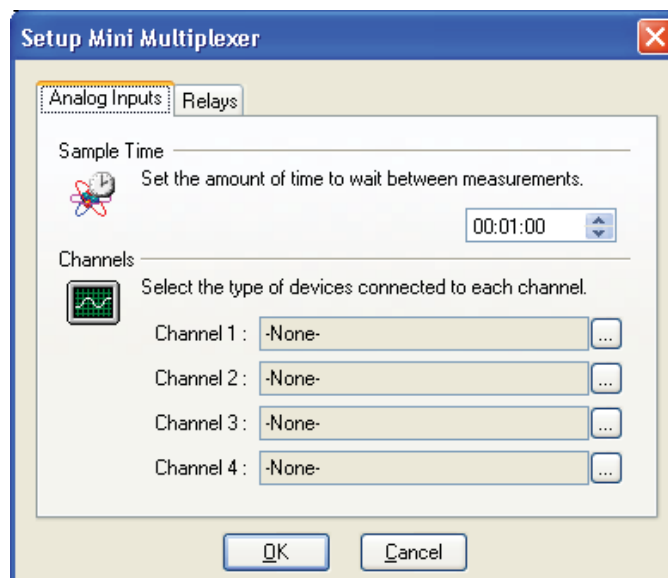 Setup Mini Multiplexer
Analog Inputs Relays
Sample Time
Set the amount of time to wait between measurements.
00:01:00
Channels
Select the type of devices connected to each channel.
Channel 1 : -None- ...
Channel 2 : -None- ...
Channel 3 : -None- ...
Channel 4 : -None- ...
OK Cancel